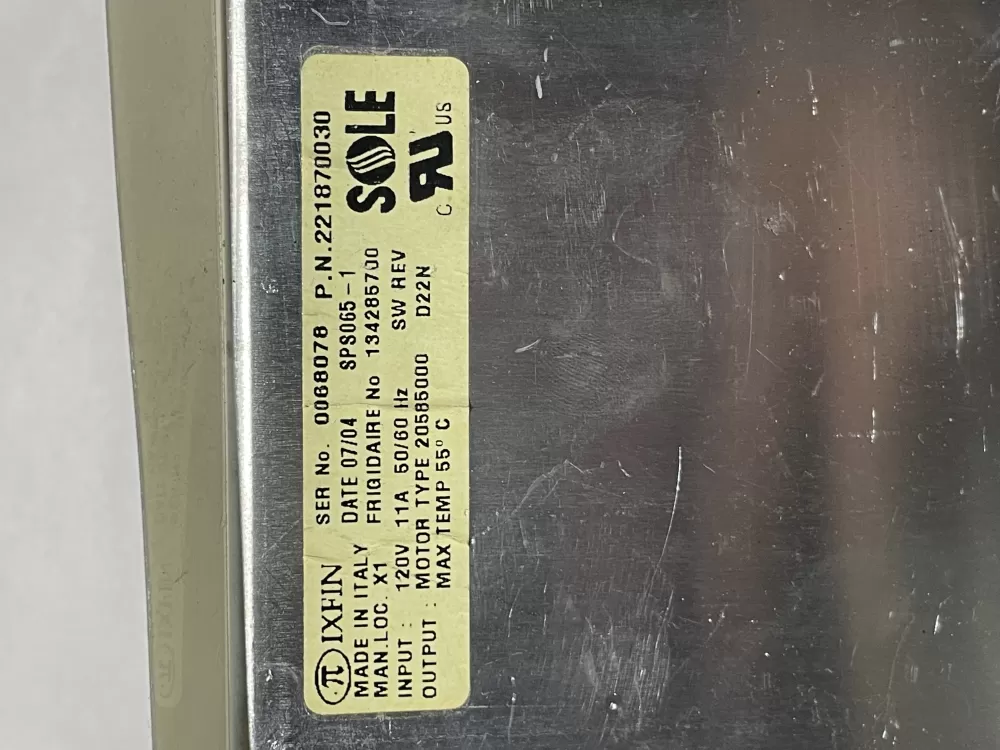 IXFIN SER No. 0068078 P.N.221870030
MADE IN ITALY DATE 07/04 SPS065-1
MAN.LOC. X1 FRIGIDAIRE No 134285700
INPUT : 120V 11A 50/60 Hz SW REV
OUTPUT : MOTOR TYPE 20585000 D22N
MAX TEMP 55° C
SOLE
C US